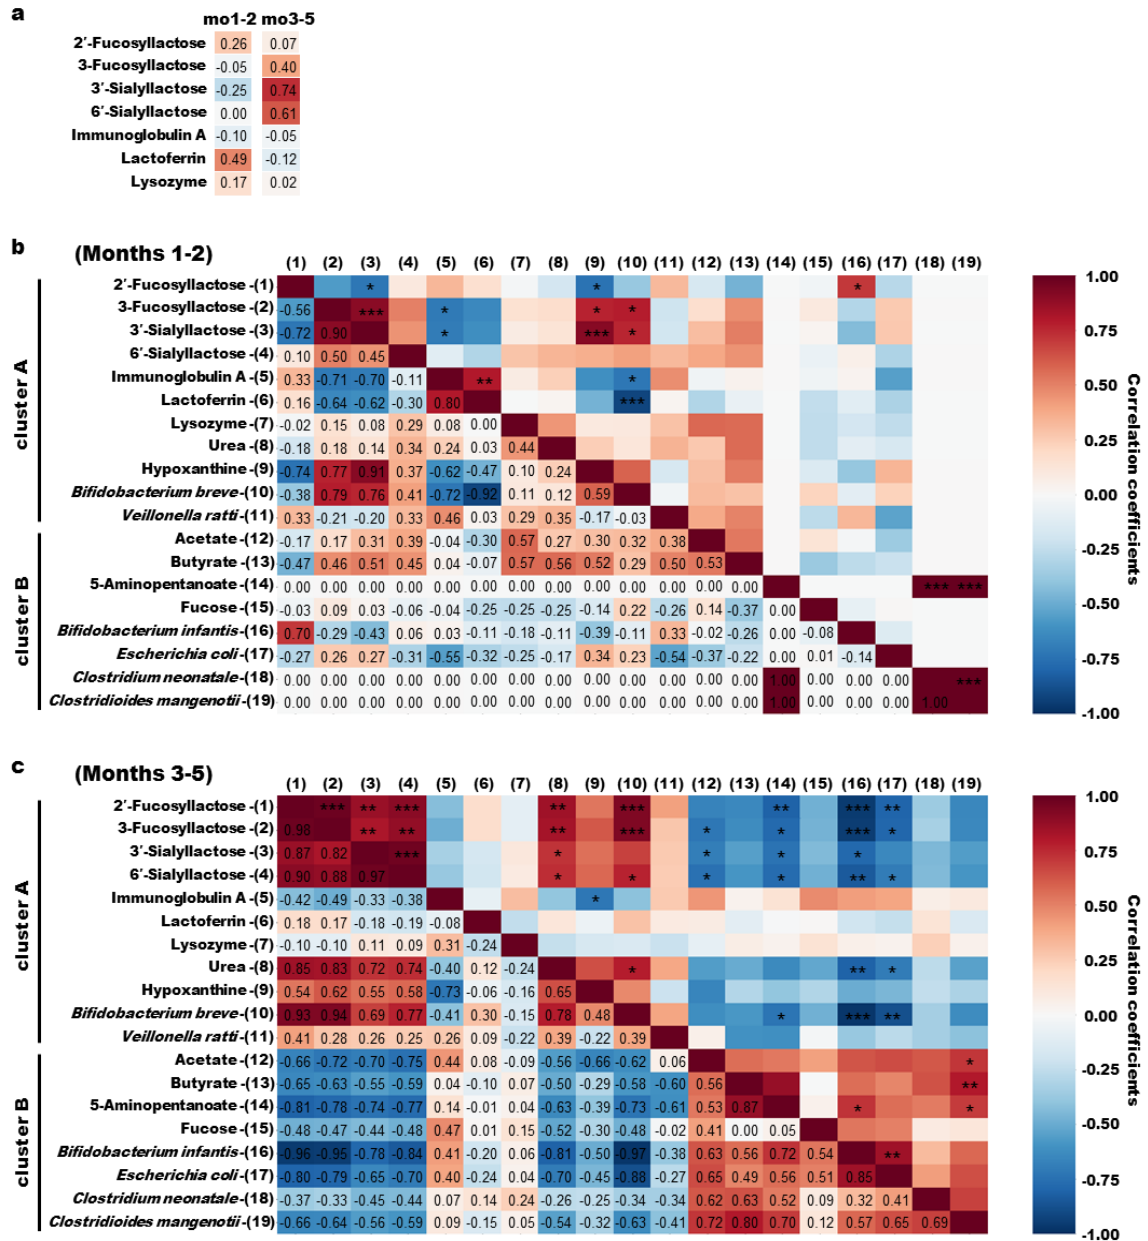 a
mo1-2 mo3-5
2′-Fucosyllactose 0.26 0.07
3-Fucosyllactose -0.05 0.40
3′-Sialyllactose -0.25 0.74
6′-Sialyllactose 0.00 0.61
Immunoglobulin A -0.10 -0.05
Lactoferrin 0.49 -0.12
Lysozyme 0.17 0.02
b (Months 1-2)
(1) (2) (3) (4) (5) (6) (7) (8) (9) (10) (11) (12) (13) (14) (15) (16) (17) (18) (19)
cluster A
2′-Fucosyllactose -(1) * * *
3-Fucosyllactose -(2) -0.56 *** * * *
3′-Sialyllactose -(3) -0.72 0.90 * *** *
6′-Sialyllactose -(4) 0.10 0.50 0.45
Immunoglobulin A -(5) 0.33 -0.71 -0.70 -0.11 ** *
Lactoferrin -(6) 0.16 -0.64 -0.62 -0.30 0.80 ***
Lysozyme -(7) -0.02 0.15 0.08 0.29 0.08 0.00
Urea -(8) -0.18 0.18 0.14 0.34 0.24 0.03 0.44
Hypoxanthine -(9) -0.74 0.77 0.91 0.37 -0.62 -0.47 0.10 0.24
Bifidobacterium breve -(10) -0.38 0.79 0.76 0.41 -0.72 -0.92 0.11 0.12 0.59
Veillonella ratti -(11) 0.33 -0.21 -0.20 0.33 0.46 0.03 0.29 0.35 -0.17 -0.03
cluster B
Acetate -(12) -0.17 0.17 0.31 0.39 -0.04 -0.30 0.57 0.27 0.30 0.32 0.38
Butyrate -(13) -0.47 0.46 0.51 0.45 0.04 -0.07 0.57 0.56 0.52 0.29 0.50 0.53
5-Aminopentanoate -(14) 0.00 0.00 0.00 0.00 0.00 0.00 0.00 0.00 0.00 0.00 0.00 0.00 0.00 *** ***
Fucose -(15) -0.03 0.09 0.03 -0.06 -0.04 -0.25 -0.25 -0.25 -0.14 0.22 -0.26 0.14 -0.37 0.00
Bifidobacterium infantis -(16) 0.70 -0.29 -0.43 0.06 0.03 -0.11 -0.18 -0.11 -0.39 -0.11 0.33 -0.02 -0.26 0.00 -0.08
Escherichia coli -(17) -0.27 0.26 0.27 -0.31 -0.55 -0.32 -0.25 -0.17 0.34 0.23 -0.54 -0.37 -0.22 0.00 0.01 -0.14
Clostridium neonatale -(18) 0.00 0.00 0.00 0.00 0.00 0.00 0.00 0.00 0.00 0.00 0.00 0.00 0.00 1.00 0.00 0.00 0.00 ***
Clostridioides mangenotii -(19) 0.00 0.00 0.00 0.00 0.00 0.00 0.00 0.00 0.00 0.00 0.00 0.00 0.00 1.00 0.00 0.00 0.00 1.00
1.00
0.75
0.50
0.25
0.00
-0.25
-0.50
-0.75
-1.00
Correlation coefficients
c (Months 3-5)
(1) (2) (3) (4) (5) (6) (7) (8) (9) (10) (11) (12) (13) (14) (15) (16) (17) (18) (19)
cluster A
2′-Fucosyllactose -(1) *** ** *** ** *** ** *** **
3-Fucosyllactose -(2) 0.98 ** ** ** *** * * *** *
3′-Sialyllactose -(3) 0.87 0.82 *** * * * *
6′-Sialyllactose -(4) 0.90 0.88 0.97 * * * * ** *
Immunoglobulin A -(5) -0.42 -0.49 -0.33 -0.38 *
Lactoferrin -(6) 0.18 0.17 -0.18 -0.19 -0.08
Lysozyme -(7) -0.10 -0.10 0.11 0.09 0.31 -0.24
Urea -(8) 0.85 0.83 0.72 0.74 -0.40 0.12 -0.24 * ** *
Hypoxanthine -(9) 0.54 0.62 0.55 0.58 -0.73 -0.06 -0.16 0.65
Bifidobacterium breve -(10) 0.93 0.94 0.69 0.77 -0.41 0.30 -0.15 0.78 0.48 * *** **
Veillonella ratti -(11) 0.41 0.28 0.26 0.25 0.26 0.09 -0.22 0.39 -0.22 0.39
cluster B
Acetate -(12) -0.66 -0.72 -0.70 -0.75 0.44 0.08 -0.09 -0.56 -0.66 -0.62 0.06 *
Butyrate -(13) -0.65 -0.63 -0.55 -0.59 0.04 -0.10 0.07 -0.50 -0.29 -0.58 -0.60 0.56 **
5-Aminopentanoate -(14) -0.81 -0.78 -0.74 -0.77 0.14 -0.01 0.04 -0.63 -0.39 -0.73 -0.61 0.53 0.87 * *
Fucose -(15) -0.48 -0.47 -0.44 -0.48 0.47 0.01 0.15 -0.52 -0.30 -0.48 -0.02 0.41 0.00 0.05
Bifidobacterium infantis -(16) -0.96 -0.95 -0.78 -0.84 0.41 -0.20 0.06 -0.81 -0.50 -0.97 -0.38 0.63 0.56 0.72 0.54 **
Escherichia coli -(17) -0.80 -0.79 -0.65 -0.70 0.40 -0.24 0.04 -0.70 -0.45 -0.88 -0.27 0.65 0.49 0.56 0.51 0.85
Clostridium neonatale -(18) -0.37 -0.33 -0.45 -0.44 0.07 0.14 0.24 -0.26 -0.25 -0.34 -0.34 0.62 0.63 0.52 0.09 0.32 0.41
Clostridioides mangenotii -(19) -0.66 -0.64 -0.56 -0.59 0.09 -0.15 0.05 -0.54 -0.32 -0.63 -0.41 0.72 0.80 0.70 0.12 0.57 0.65 0.69
1.00
0.75
0.50
0.25
0.00
-0.25
-0.50
-0.75
-1.00
Correlation coefficients